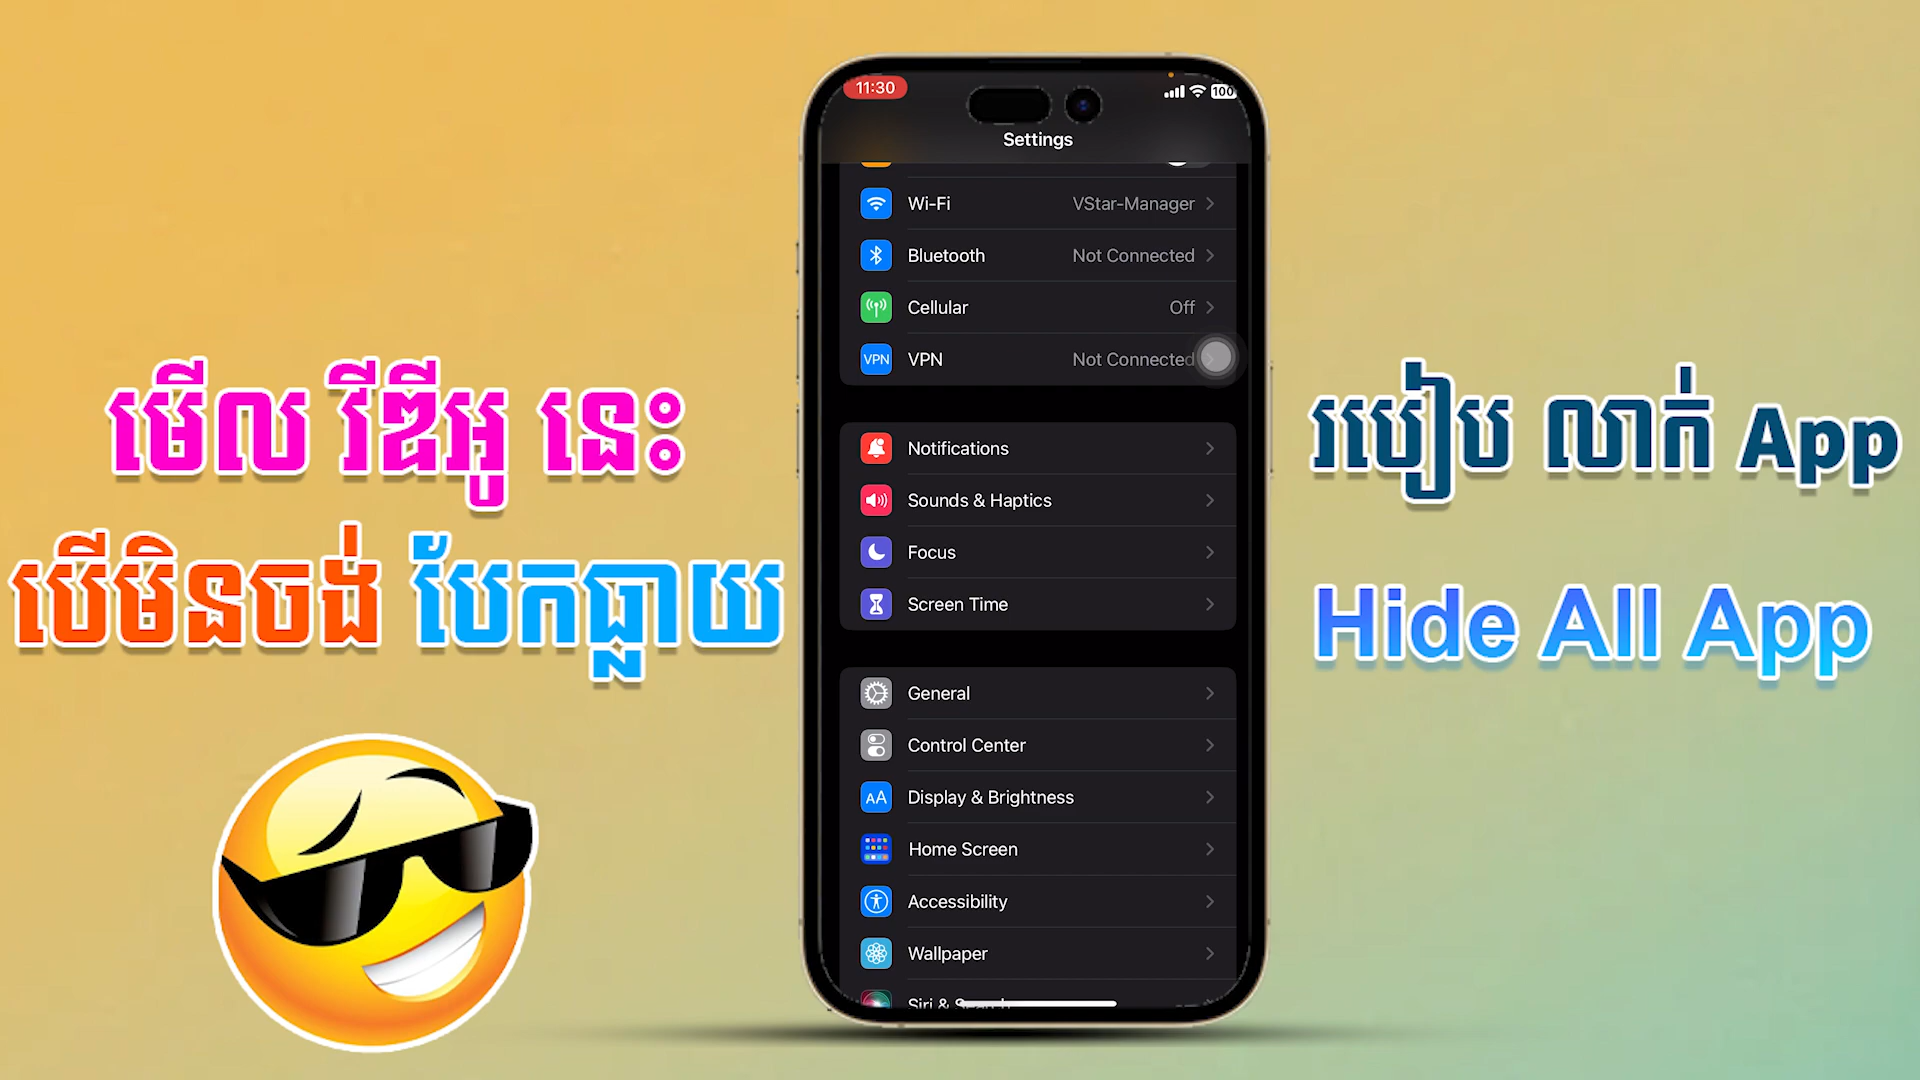 មើល វីឌីអូ នេះ
បើមិនចង់ បែកធ្លាយ
11:30
100
Settings
Wi-Fi VStar-Manager
Bluetooth Not Connected
Cellular Off
VPN VPN Not Connected
Notifications
Sounds & Haptics
Focus
Screen Time
General
Control Center
AA Display & Brightness
Home Screen
Accessibility
Wallpaper
Siri & Search
របៀប លាក់ App
Hide All App